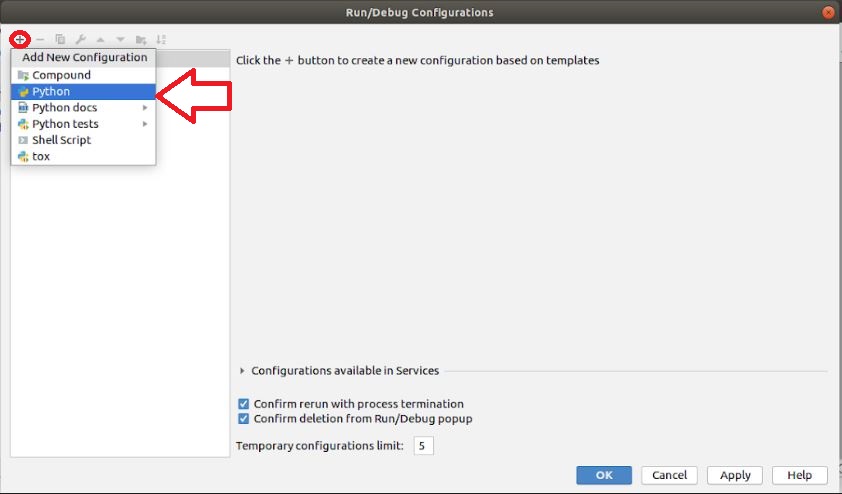 Run/Debug Configurations
Add New Configuration
Click the + button to create a new configuration based on templates
Compound
Python
Python docs
Python tests
Shell Script
tox
Configurations available in Services
Confirm rerun with process termination
Confirm deletion from Run/Debug popup
Temporary configurations limit: 5
OK Cancel Apply Help